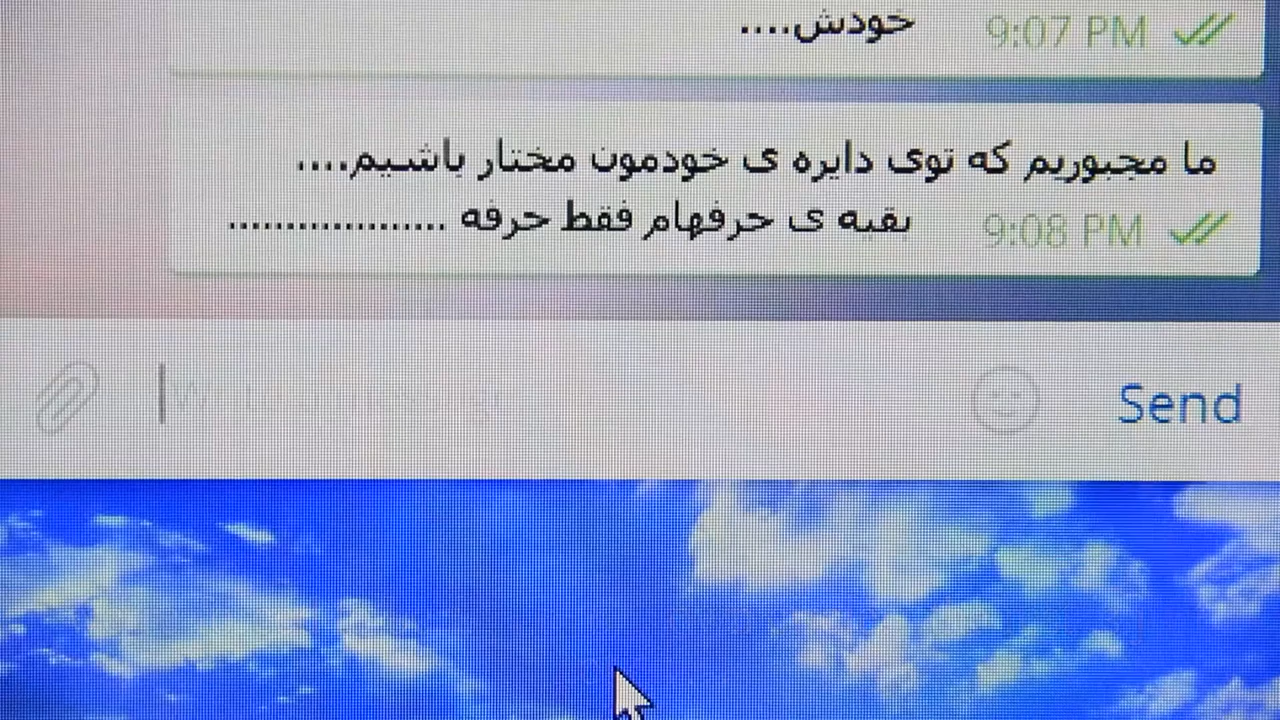 خودش....
9:07 PM
ما مجبوریم که توی دایره ی خودمون مختار باشیم....
بقیه ی حرفهام فقط حرفه ...................
9:08 PM
Send